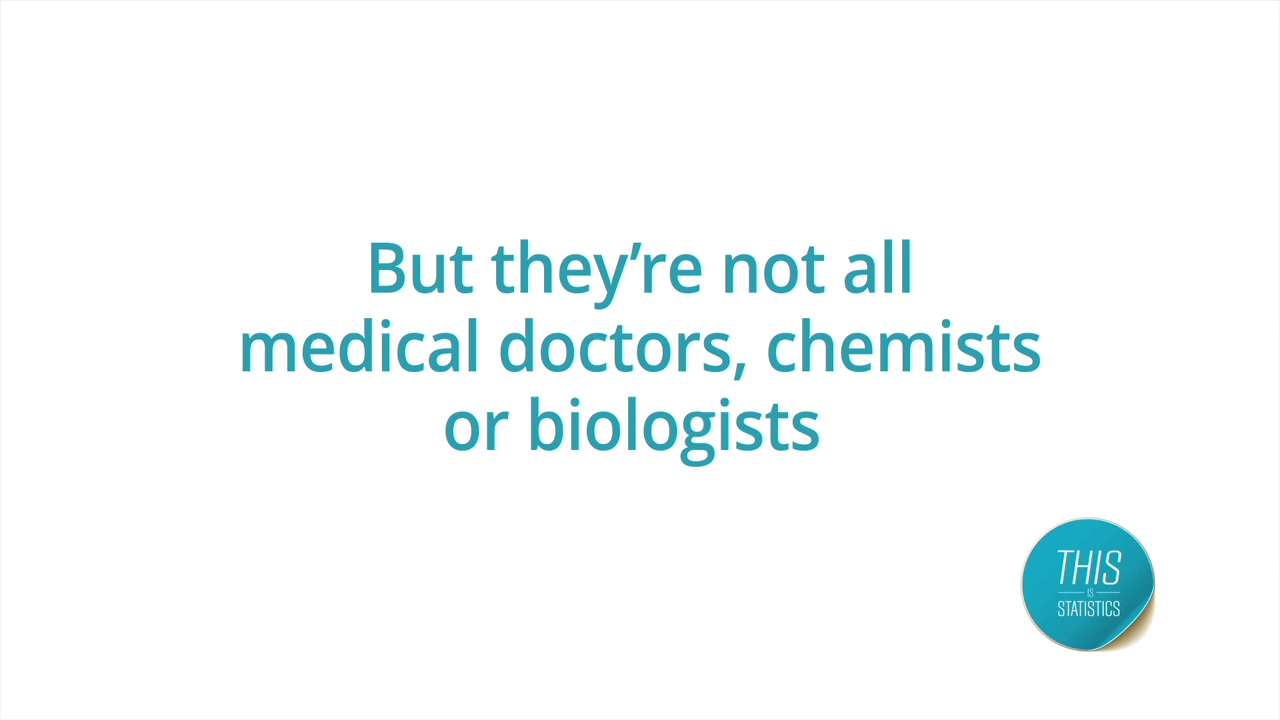 But they’re not all
medical doctors, chemists
or biologists
THIS
IS
STATISTICS